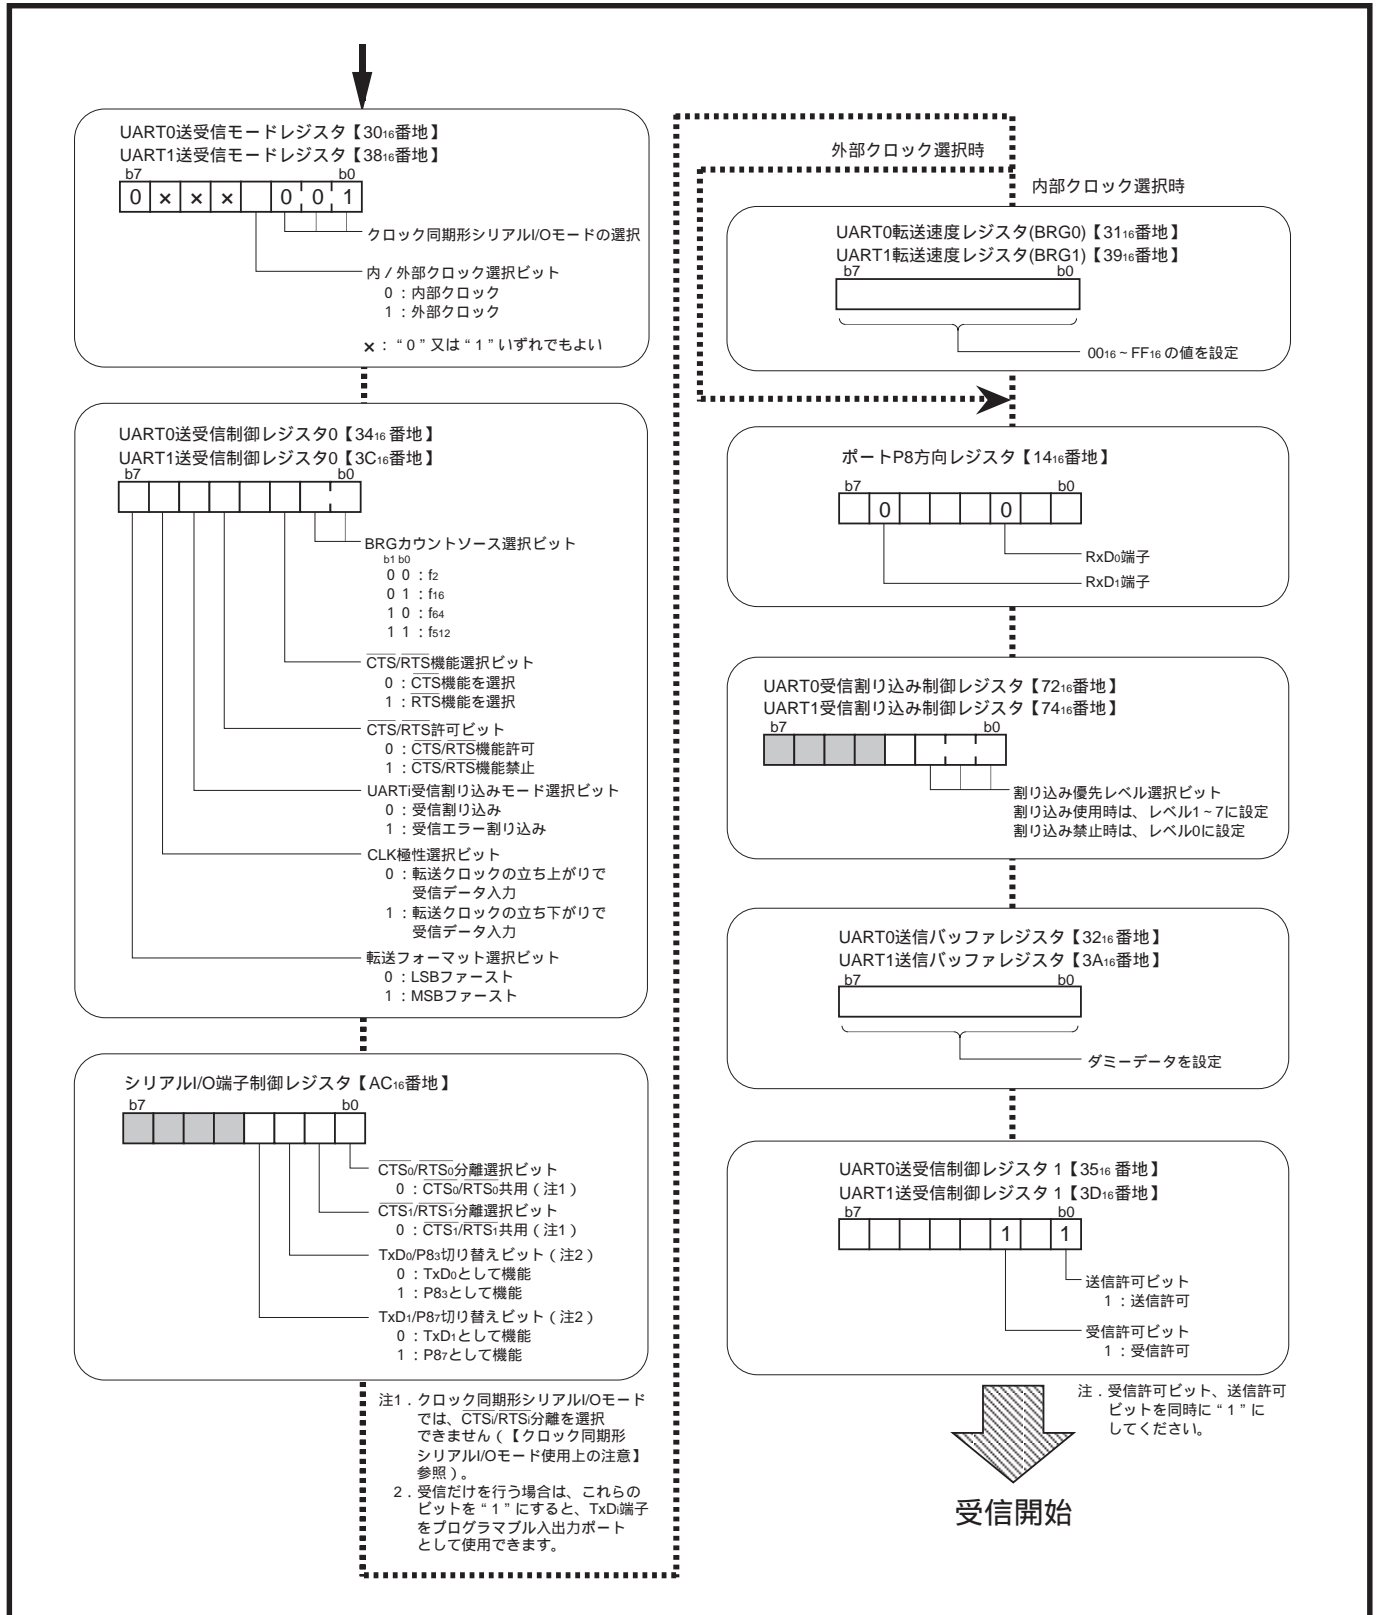 UART0送受信モードレジスタ【3016番地】
UART1送受信モードレジスタ【3816番地】
b7 b0
0 × × × 0 0 1
クロック同期形シリアルI/Oモードの選択
内／外部クロック選択ビット
0：内部クロック
1：外部クロック
×：“0”又は“1”いずれでもよい
UART0送受信制御レジスタ0【3416番地】
UART1送受信制御レジスタ0【3C16番地】
b7 b0
BRGカウントソース選択ビット
b1 b0
0 0：f2
0 1：f16
1 0：f64
1 1：f512
CTS/RTS機能選択ビット
0：CTS機能を選択
1：RTS機能を選択
CTS/RTS許可ビット
0：CTS/RTS機能許可
1：CTS/RTS機能禁止
UARTi受信割り込みモード選択ビット
0：受信割り込み
1：受信エラー割り込み
CLK極性選択ビット
0：転送クロックの立ち上がりで
受信データ入力
1：転送クロックの立ち下がりで
受信データ入力
転送フォーマット選択ビット
0：LSBファースト
1：MSBファースト
シリアルI/O端子制御レジスタ【AC16番地】
b7 b0
CTS0/RTS0分離選択ビット
0：CTS0/RTS0共用（注1）
CTS1/RTS1分離選択ビット
0：CTS1/RTS1共用（注1）
TxD0/P83切り替えビット（注2）
0：TxD0として機能
1：P83として機能
TxD1/P87切り替えビット（注2）
0：TxD1として機能
1：P87として機能
注1．クロック同期形シリアルI/Oモード
では、CTSi/RTSi分離を選択
できません（【クロック同期形
シリアルI/Oモード使用上の注意】
参照）。
2．受信だけを行う場合は、これらの
ビットを“1”にすると、TxDi端子
をプログラマブル入出力ポート
として使用できます。
外部クロック選択時
内部クロック選択時
UART0転送速度レジスタ(BRG0)【3116番地】
UART1転送速度レジスタ(BRG1)【3916番地】
b7 b0
0016～FF16の値を設定
ポートP8方向レジスタ【1416番地】
b7 b0
0 0
RxD0端子
RxD1端子
UART0受信割り込み制御レジスタ【7216番地】
UART1受信割り込み制御レジスタ【7416番地】
b7 b0
割り込み優先レベル選択ビット
割り込み使用時は、レベル1～7に設定
割り込み禁止時は、レベル0に設定
UART0送信バッファレジスタ【3216番地】
UART1送信バッファレジスタ【3A16番地】
b7 b0
ダミーデータを設定
UART0送受信制御レジスタ1【3516番地】
UART1送受信制御レジスタ1【3D16番地】
b7 b0
1 1
送信許可ビット
1：送信許可
受信許可ビット
1：受信許可
注．受信許可ビット、送信許可
ビットを同時に“1”に
してください。
受信開始